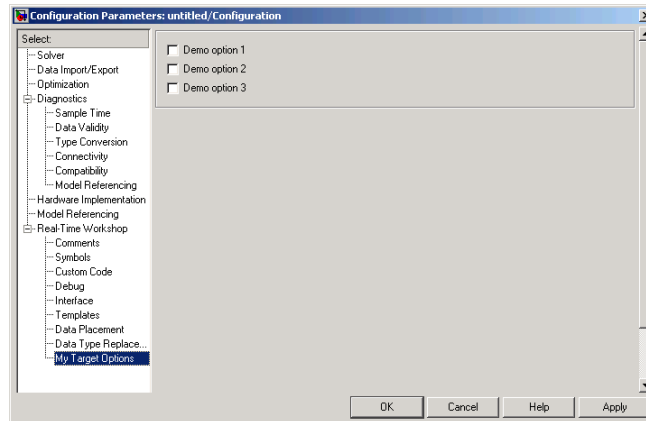 Configuration Parameters: untitled/Configuration
Select:
Solver
Data Import/Export
Optimization
Diagnostics
Sample Time
Data Validity
Type Conversion
Connectivity
Compatibility
Model Referencing
Hardware Implementation
Model Referencing
Real-Time Workshop
Comments
Symbols
Custom Code
Debug
Interface
Templates
Data Placement
Data Type Replace...
My Target Options
Demo option 1
Demo option 2
Demo option 3
OK
Cancel
Help
Apply